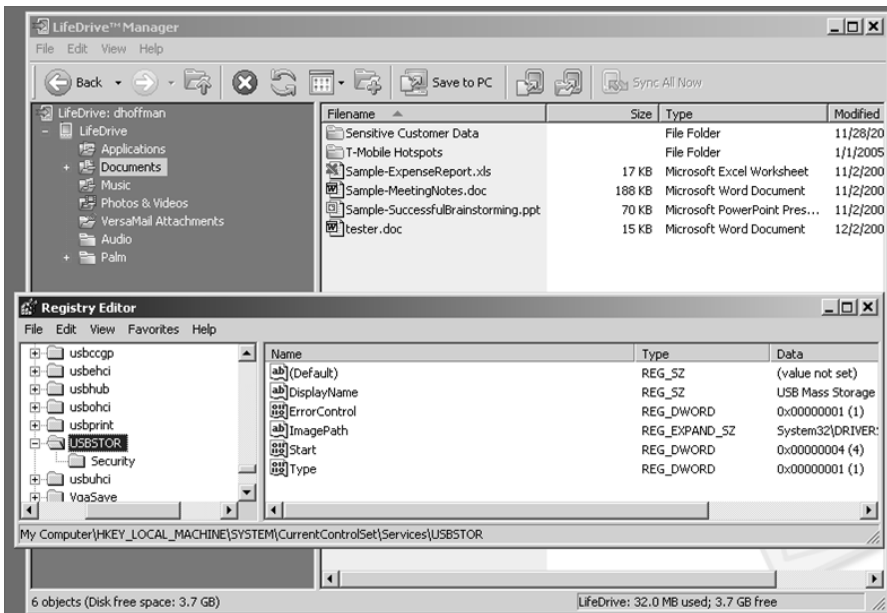 LifeDrive™ Manager
File Edit View Help
Back Save to PC Sync All Now
LifeDrive: dhoffman
LifeDrive
Applications
Documents
Music
Photos & Videos
VersaMail Attachments
Audio
Palm
Filename Size Type Modified
Sensitive Customer Data File Folder 11/28/20
T-Mobile Hotspots File Folder 1/1/2005
Sample-ExpenseReport.xls 17 KB Microsoft Excel Worksheet 11/2/200
Sample-MeetingNotes.doc 188 KB Microsoft Word Document 11/2/200
Sample-SuccessfulBrainstorming.ppt 70 KB Microsoft PowerPoint Pres... 11/2/200
tester.doc 15 KB Microsoft Word Document 12/2/200
Registry Editor
File Edit View Favorites Help
usbccgp
usbehci
usbhub
usbohci
usbprint
USBSTOR
Security
usbuhci
VgaSave
Name Type Data
(Default) REG_SZ (value not set)
DisplayName REG_SZ USB Mass Storage
ErrorControl REG_DWORD 0x00000001 (1)
ImagePath REG_EXPAND_SZ System32\DRIVER
Start REG_DWORD 0x00000004 (4)
Type REG_DWORD 0x00000001 (1)
My Computer\HKEY_LOCAL_MACHINE\SYSTEM\CurrentControlSet\Services\USBSTOR
6 objects (Disk free space: 3.7 GB) LifeDrive: 32.0 MB used; 3.7 GB free